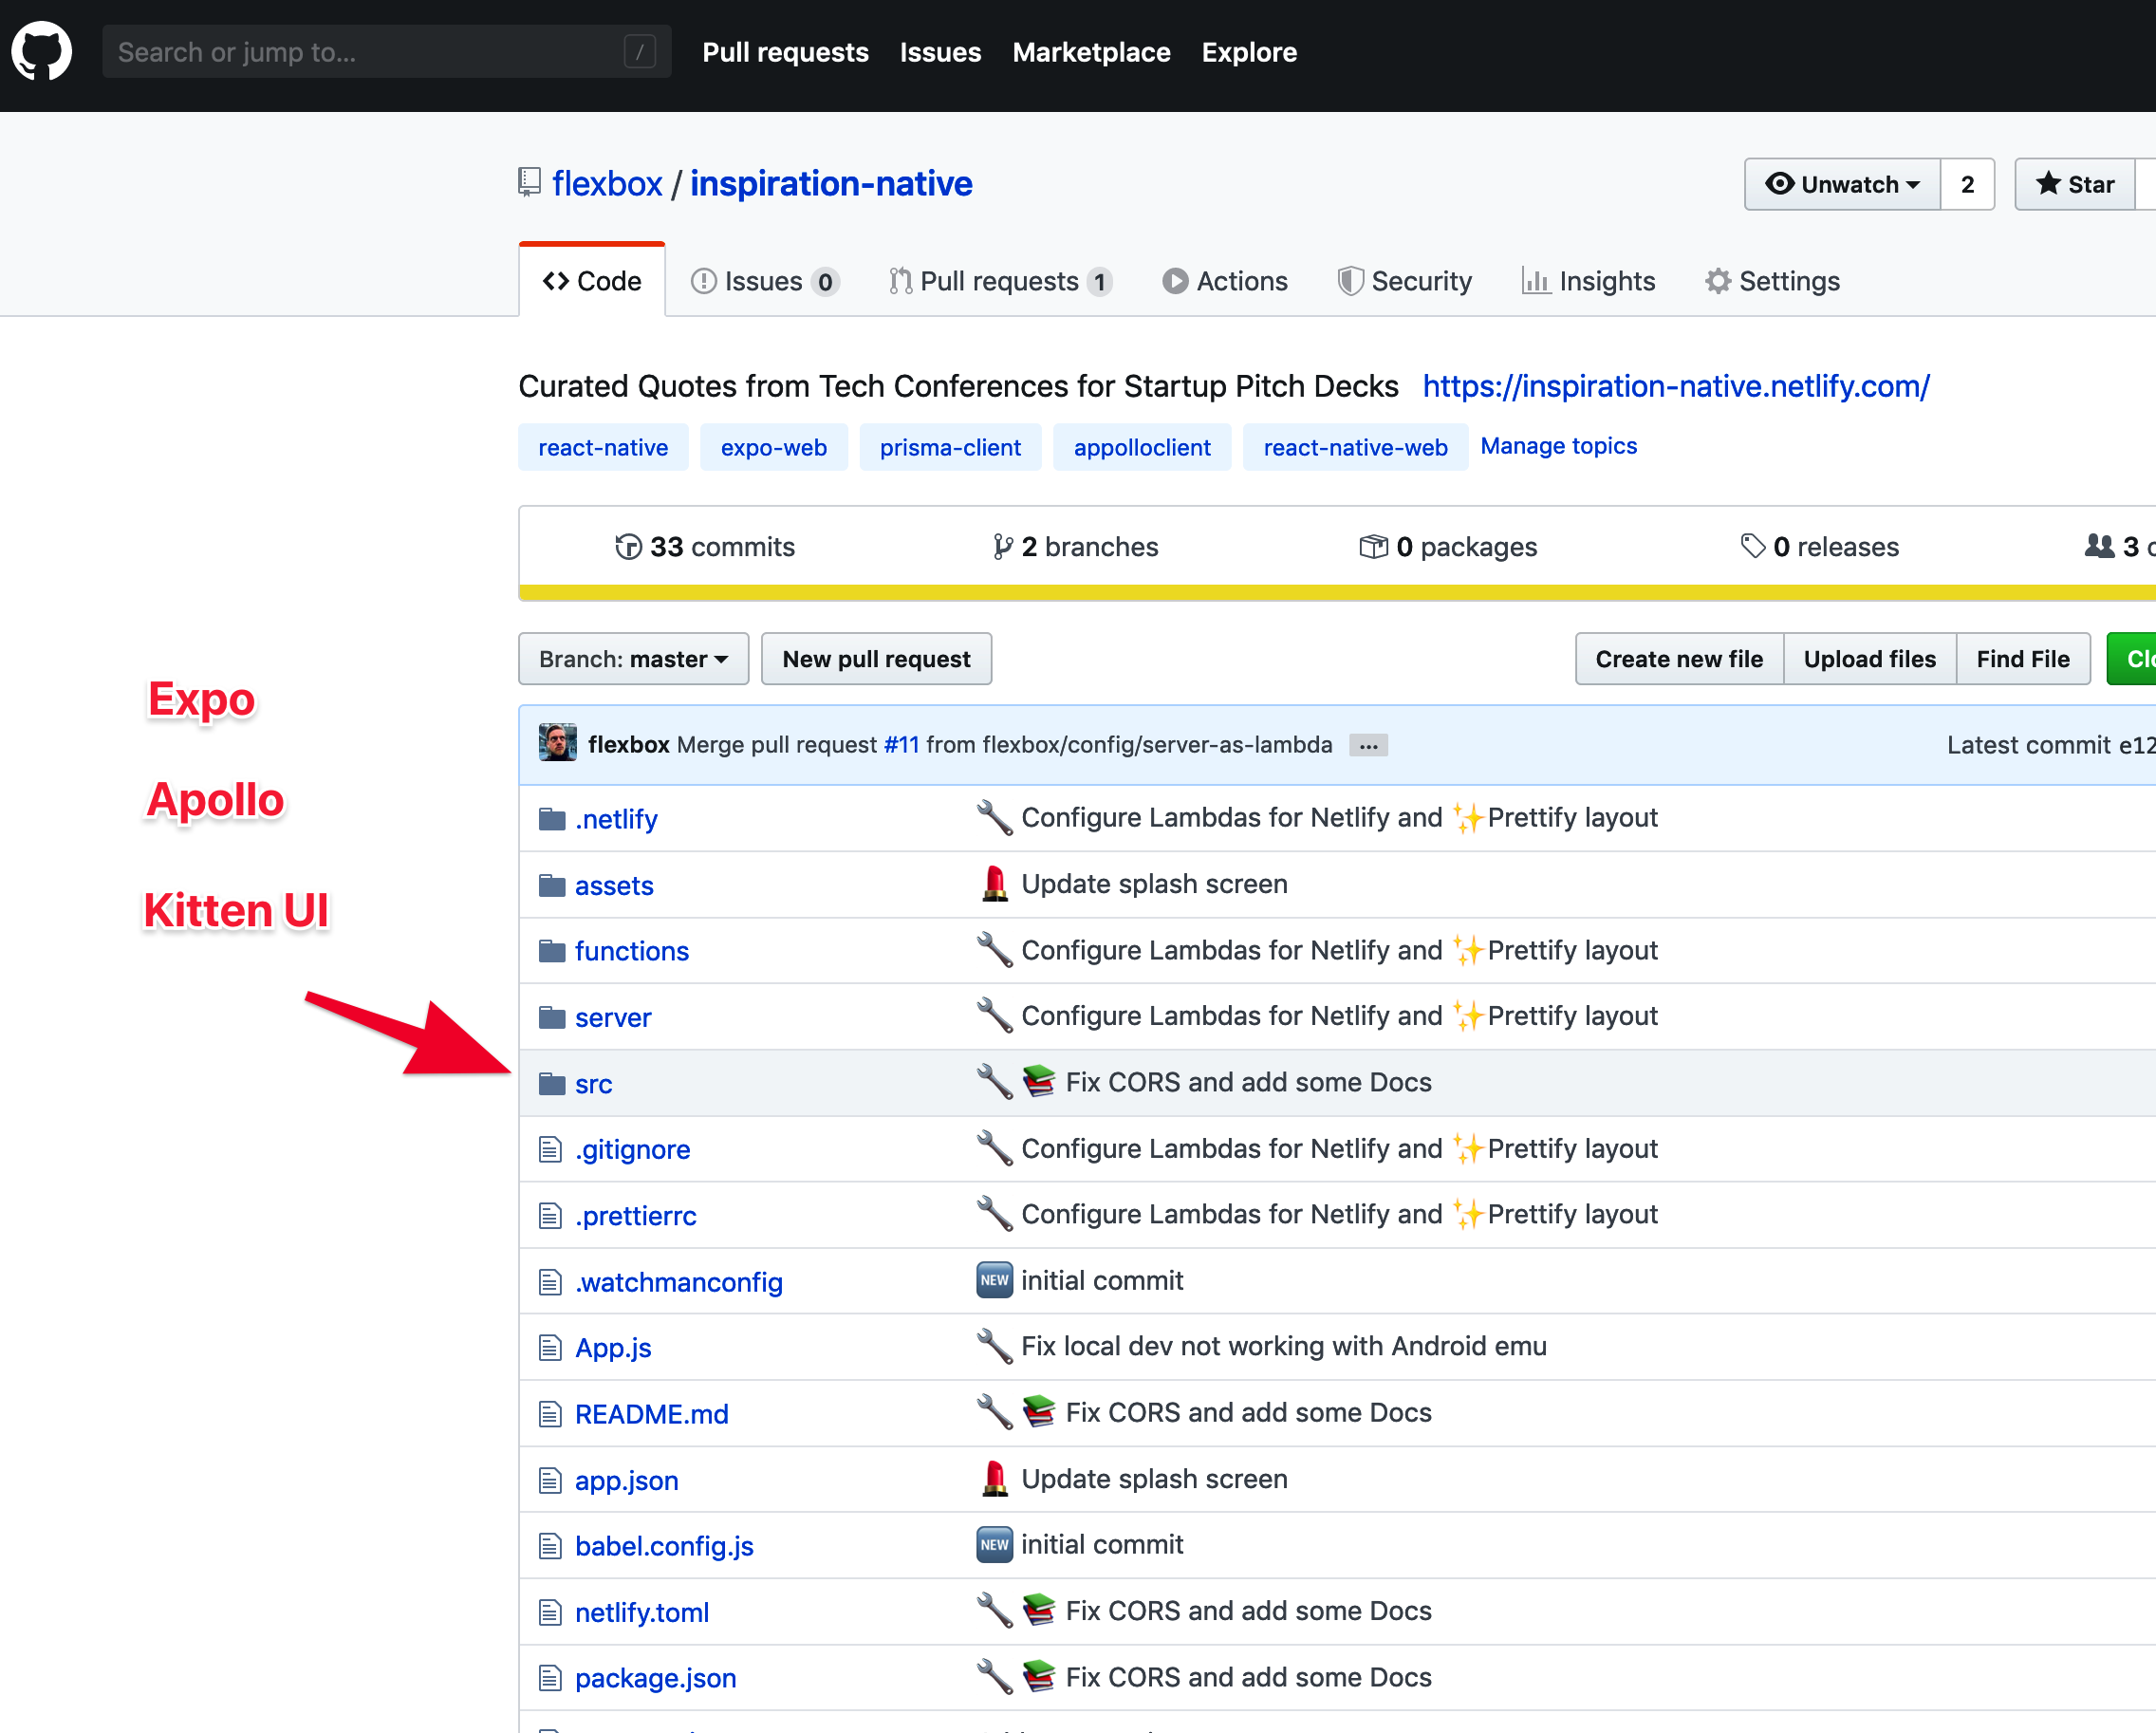 Search or jump to... /
Pull requests Issues Marketplace Explore
flexbox / inspiration-native
Unwatch 2 Star
Code Issues 0 Pull requests 1 Actions Security Insights Settings
Curated Quotes from Tech Conferences for Startup Pitch Decks https://inspiration-native.netlify.com/
react-native expo-web prisma-client appolloclient react-native-web Manage topics
33 commits 2 branches 0 packages 0 releases 3
Branch: master New pull request Create new file Upload files Find File
Expo
Apollo
Kitten UI
flexbox Merge pull request #11 from flexbox/config/server-as-lambda ... Latest commit e12
.netlify 🔧 Configure Lambdas for Netlify and ✨Prettify layout
assets 💄 Update splash screen
functions 🔧 Configure Lambdas for Netlify and ✨Prettify layout
server 🔧 Configure Lambdas for Netlify and ✨Prettify layout
src 🔧 📚 Fix CORS and add some Docs
.gitignore 🔧 Configure Lambdas for Netlify and ✨Prettify layout
.prettierrc 🔧 Configure Lambdas for Netlify and ✨Prettify layout
.watchmanconfig 🆕 initial commit
App.js 🔧 Fix local dev not working with Android emu
README.md 🔧 📚 Fix CORS and add some Docs
app.json 💄 Update splash screen
babel.config.js 🆕 initial commit
netlify.toml 🔧 📚 Fix CORS and add some Docs
package.json 🔧 📚 Fix CORS and add some Docs